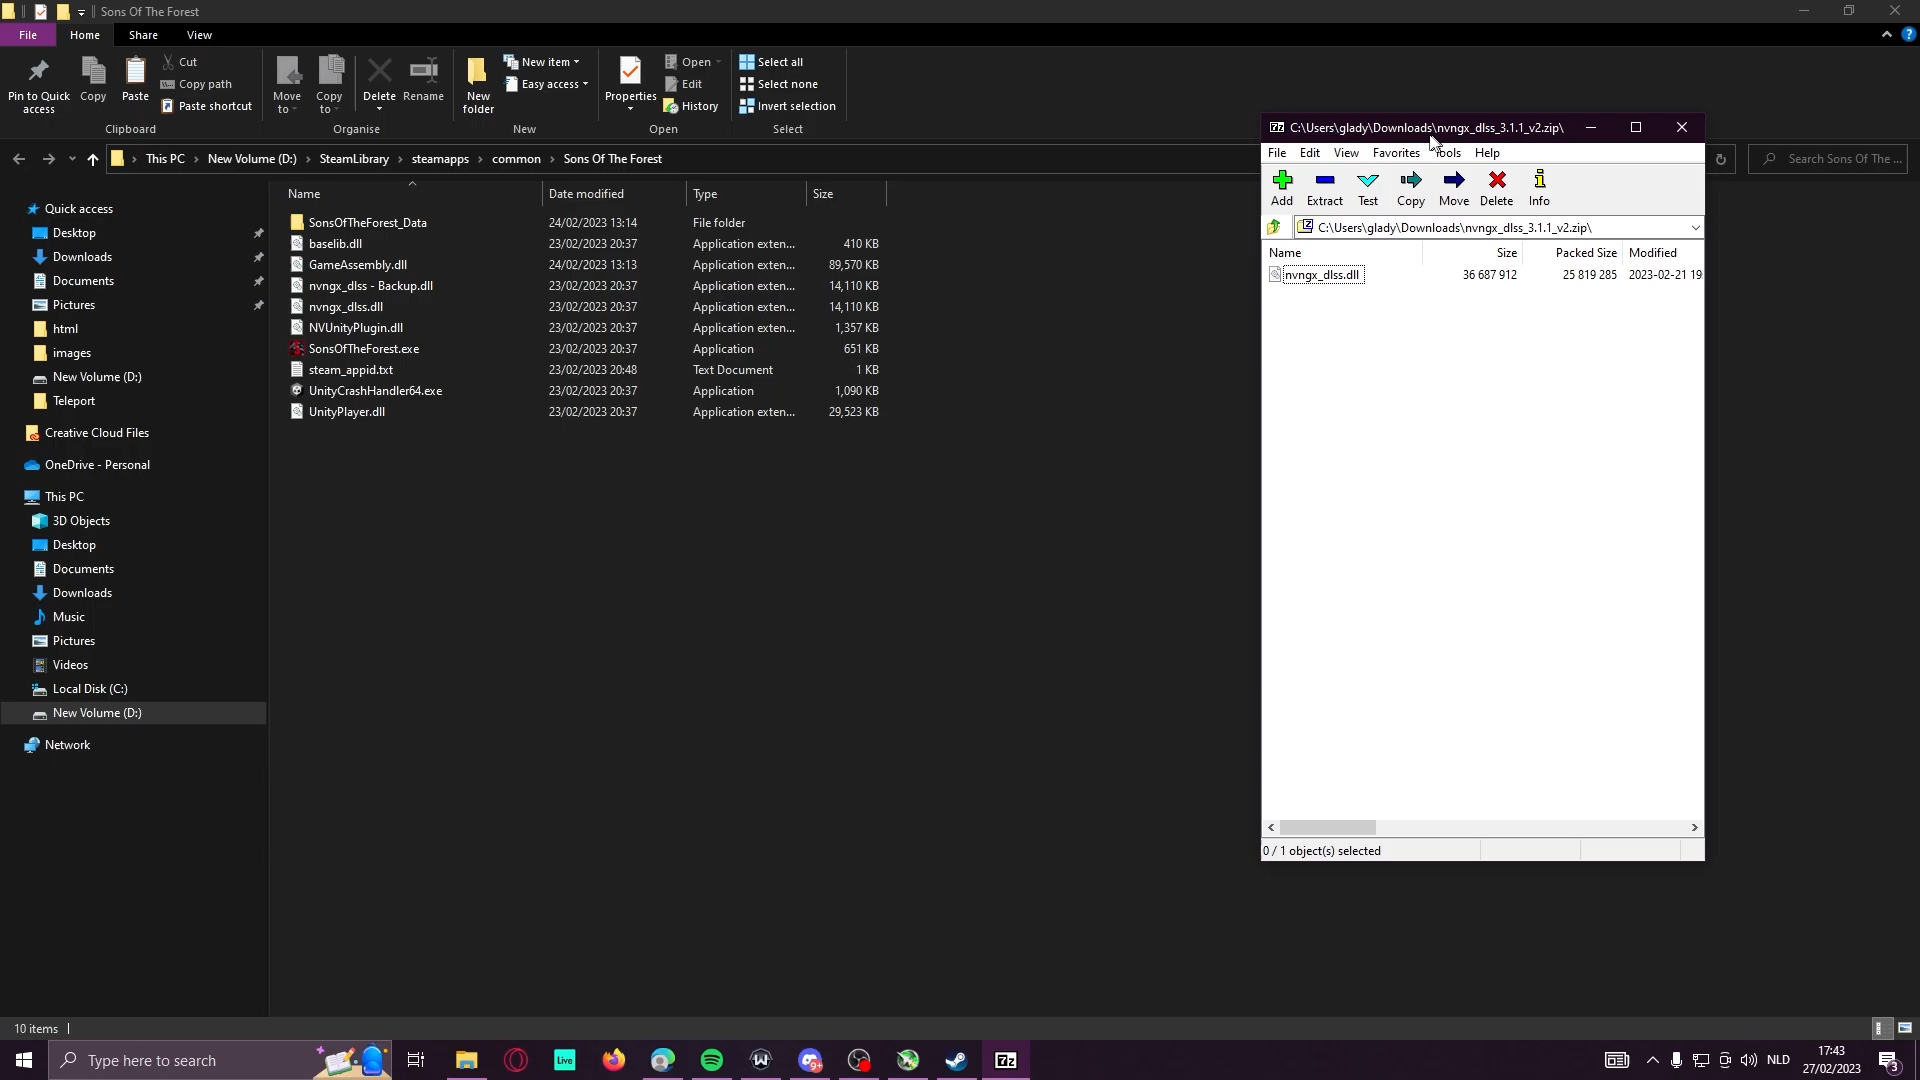 Sons Of The Forest
File
Home
Share
View
Pin to Quick access
Copy
Paste
Cut
Copy path
Paste shortcut
Clipboard
Move to
Copy to
Delete
Rename
Organise
New folder
New item
Easy access
New
Properties
Open
Edit
History
Open
Select all
Select none
Invert selection
Select
This PC
New Volume (D:)
SteamLibrary
steamapps
common
Sons Of The Forest
Search Sons Of The ...
Quick access
Desktop
Downloads
Documents
Pictures
html
images
New Volume (D:)
Teleport
Creative Cloud Files
OneDrive - Personal
This PC
3D Objects
Desktop
Documents
Downloads
Music
Pictures
Videos
Local Disk (C:)
New Volume (D:)
Network
Name Date modified Type Size
SonsOfTheForest_Data 24/02/2023 13:14 File folder
baselib.dll 23/02/2023 20:37 Application exten... 410 KB
GameAssembly.dll 24/02/2023 13:13 Application exten... 89,570 KB
nvngx_dlss - Backup.dll 23/02/2023 20:37 Application exten... 14,110 KB
nvngx_dlss.dll 23/02/2023 20:37 Application exten... 14,110 KB
NVUnityPlugin.dll 23/02/2023 20:37 Application exten... 1,357 KB
SonsOfTheForest.exe 23/02/2023 20:37 Application 651 KB
steam_appid.txt 23/02/2023 20:48 Text Document 1 KB
UnityCrashHandler64.exe 23/02/2023 20:37 Application 1,090 KB
UnityPlayer.dll 23/02/2023 20:37 Application exten... 29,523 KB
C:\Users\glady\Downloads\nvngx_dlss_3.1.1_v2.zip\
File Edit View Favorites Tools Help
Add Extract Test Copy Move Delete Info
C:\Users\glady\Downloads\nvngx_dlss_3.1.1_v2.zip\
Name Size Packed Size Modified
nvngx_dlss.dll 36 687 912 25 819 285 2023-02-21 19:
0 / 1 object(s) selected
10 items
Type here to search
Live
9+
7z
NLD
17:43
27/02/2023
3